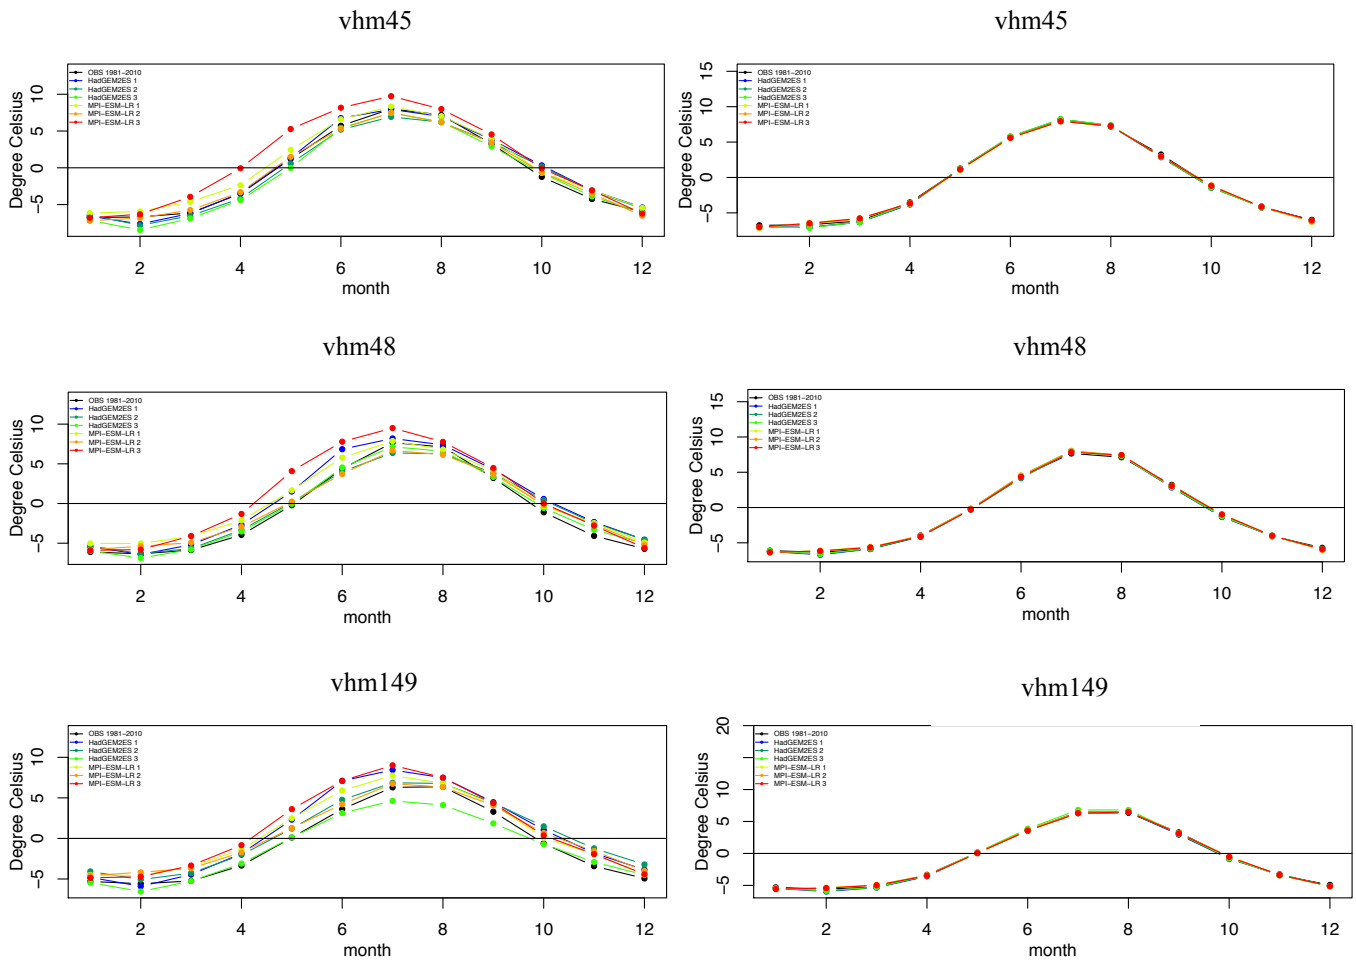 vhm45
OBS 1981−2010
HadGEM2ES 1
HadGEM2ES 2
HadGEM2ES 3
MPI−ESM−LR 1
MPI−ESM−LR 2
MPI−ESM−LR 3
Degree Celsius
10
5
0
−5
2 4 6 8 10 12
month
vhm45
OBS 1981−2010
HadGEM2ES 1
HadGEM2ES 2
HadGEM2ES 3
MPI−ESM−LR 1
MPI−ESM−LR 2
MPI−ESM−LR 3
Degree Celsius
15
10
5
0
−5
2 4 6 8 10 12
month
vhm48
OBS 1981−2010
HadGEM2ES 1
HadGEM2ES 2
HadGEM2ES 3
MPI−ESM−LR 1
MPI−ESM−LR 2
MPI−ESM−LR 3
Degree Celsius
10
5
0
−5
2 4 6 8 10 12
month
vhm48
OBS 1981−2010
HadGEM2ES 1
HadGEM2ES 2
HadGEM2ES 3
MPI−ESM−LR 1
MPI−ESM−LR 2
MPI−ESM−LR 3
Degree Celsius
15
10
5
0
−5
2 4 6 8 10 12
month
vhm149
OBS 1981−2010
HadGEM2ES 1
HadGEM2ES 2
HadGEM2ES 3
MPI−ESM−LR 1
MPI−ESM−LR 2
MPI−ESM−LR 3
Degree Celsius
10
5
0
−5
2 4 6 8 10 12
month
vhm149
OBS 1981−2010
HadGEM2ES 1
HadGEM2ES 2
HadGEM2ES 3
MPI−ESM−LR 1
MPI−ESM−LR 2
MPI−ESM−LR 3
Degree Celsius
20
15
10
5
0
−5
2 4 6 8 10 12
month